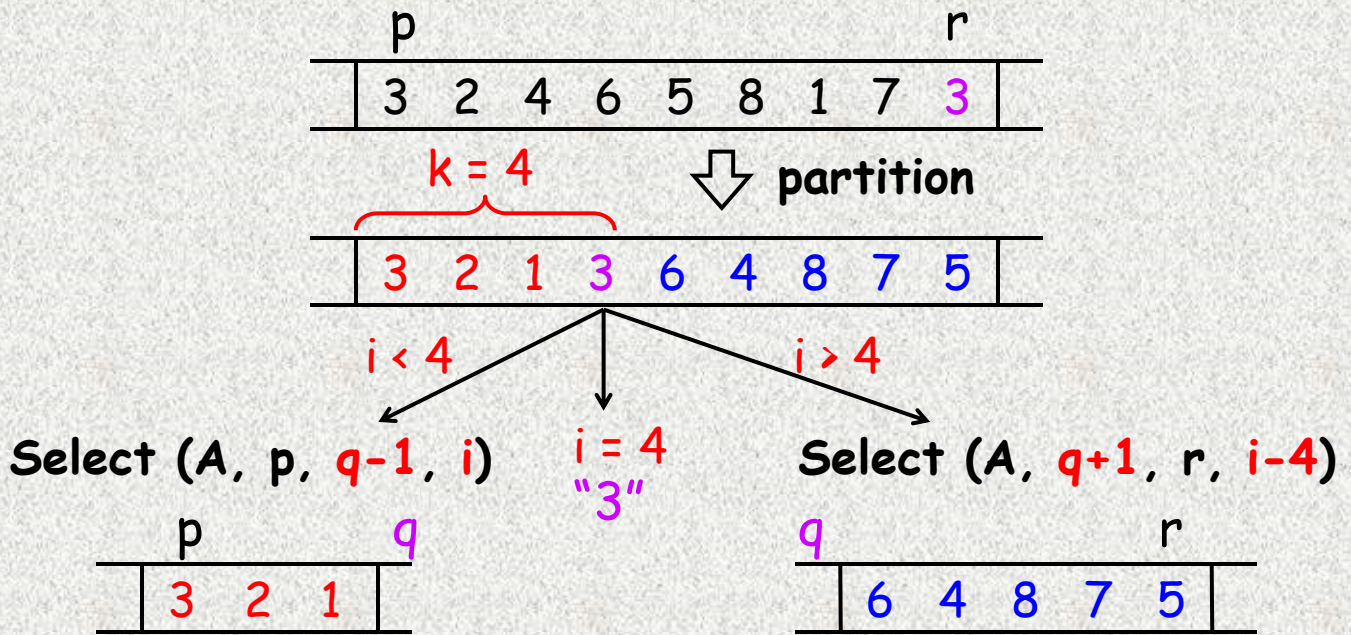 p r
3 2 4 6 5 8 1 7 3
k = 4
partition
3 2 1 3 6 4 8 7 5
i < 4 i > 4
Select (A, p, q-1, i) i = 4 Select (A, q+1, r, i-4)
"3"
p q q r
3 2 1 6 4 8 7 5